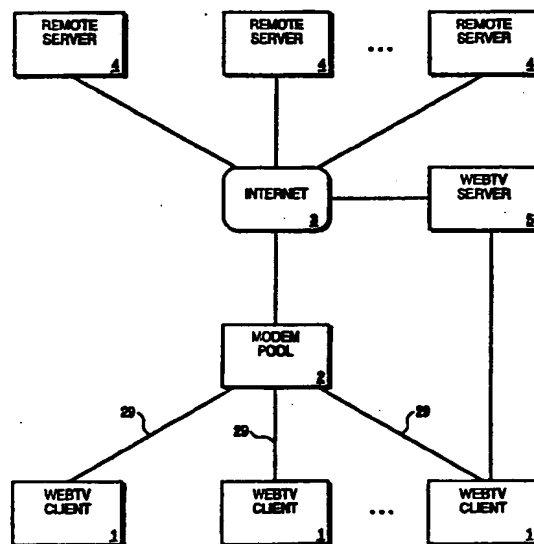 REMOTE SERVER 4
REMOTE SERVER 4
...
REMOTE SERVER 4
INTERNET 3
WEBTV SERVER 5
MODEM POOL 2
29
29
29
WEBTV CLIENT 1
WEBTV CLIENT 1
...
WEBTV CLIENT 1